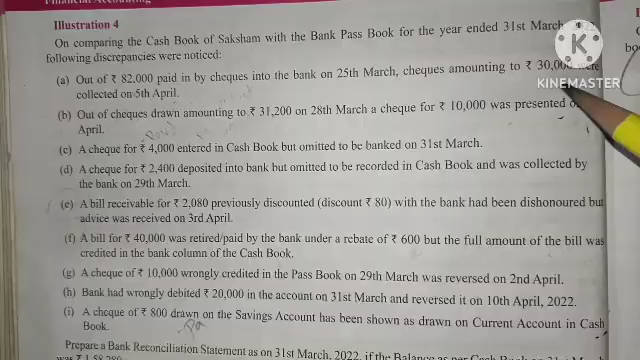 Financial Accounting
Illustration 4
On comparing the Cash Book of Saksham with the Bank Pass Book for the year ended 31st March
following discrepancies were noticed:
(a) Out of ₹ 82,000 paid in by cheques into the bank on 25th March, cheques amounting to ₹ 30,000 were
collected on 5th April.
(b) Out of cheques drawn amounting to ₹ 31,200 on 28th March a cheque for ₹ 10,000 was presented
April.
(c) A cheque for ₹ 4,000 entered in Cash Book but omitted to be banked on 31st March.
(d) A cheque for ₹ 2,400 deposited into bank but omitted to be recorded in Cash Book and was collected by
the bank on 29th March.
(e) A bill receivable for ₹ 2,080 previously discounted (discount ₹ 80) with the bank had been dishonoured but
advice was received on 3rd April.
(f) A bill for ₹ 40,000 was retired/paid by the bank under a rebate of ₹ 600 but the full amount of the bill was
credited in the bank column of the Cash Book.
(g) A cheque of ₹ 10,000 wrongly credited in the Pass Book on 29th March was reversed on 2nd April.
(h) Bank had wrongly debited ₹ 20,000 in the account on 31st March and reversed it on 10th April, 2022.
(i) A cheque of ₹ 800 drawn on the Savings Account has been shown as drawn on Current Account in Cash
Book.
Prepare a Bank Reconciliation Statement as on 31st March, 2022, if the Balance as per Cash Book
K
KINEMASTER